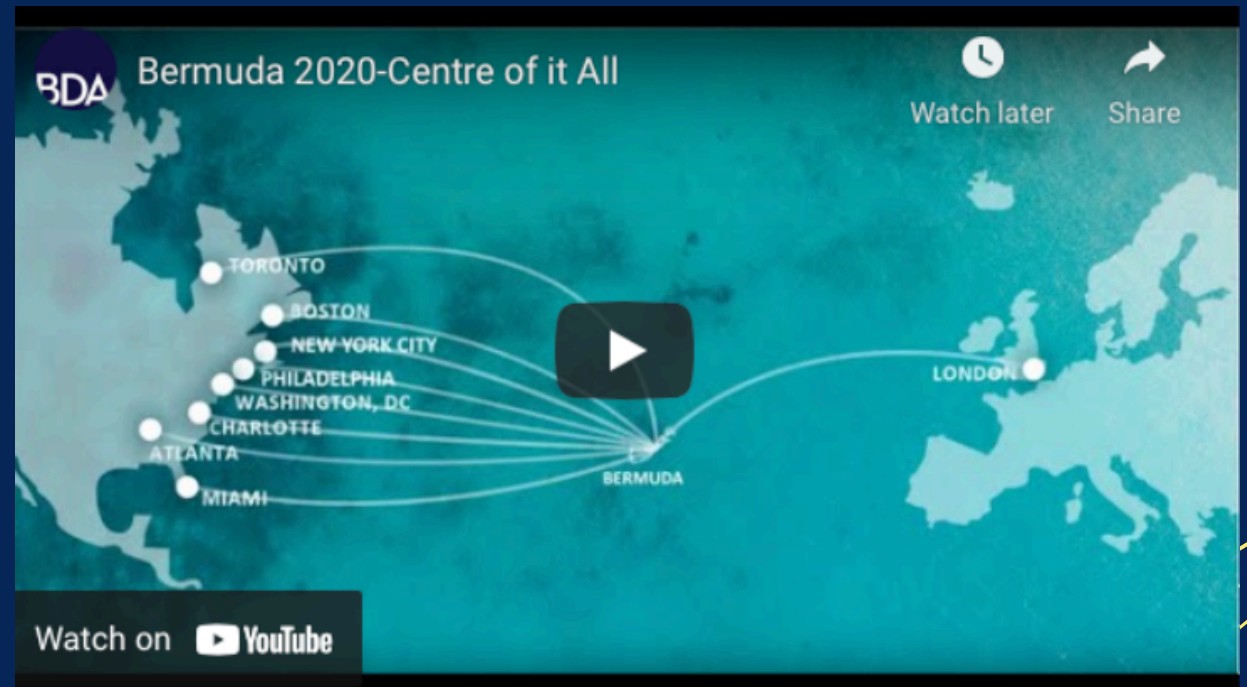 BDA
Bermuda 2020-Centre of it All
Watch later
Share
TORONTO
BOSTON
NEW YORK CITY
PHILADELPHIA
WASHINGTON, DC
CHARLOTTE
ATLANTA
MIAMI
BERMUDA
LONDON
Watch on YouTube